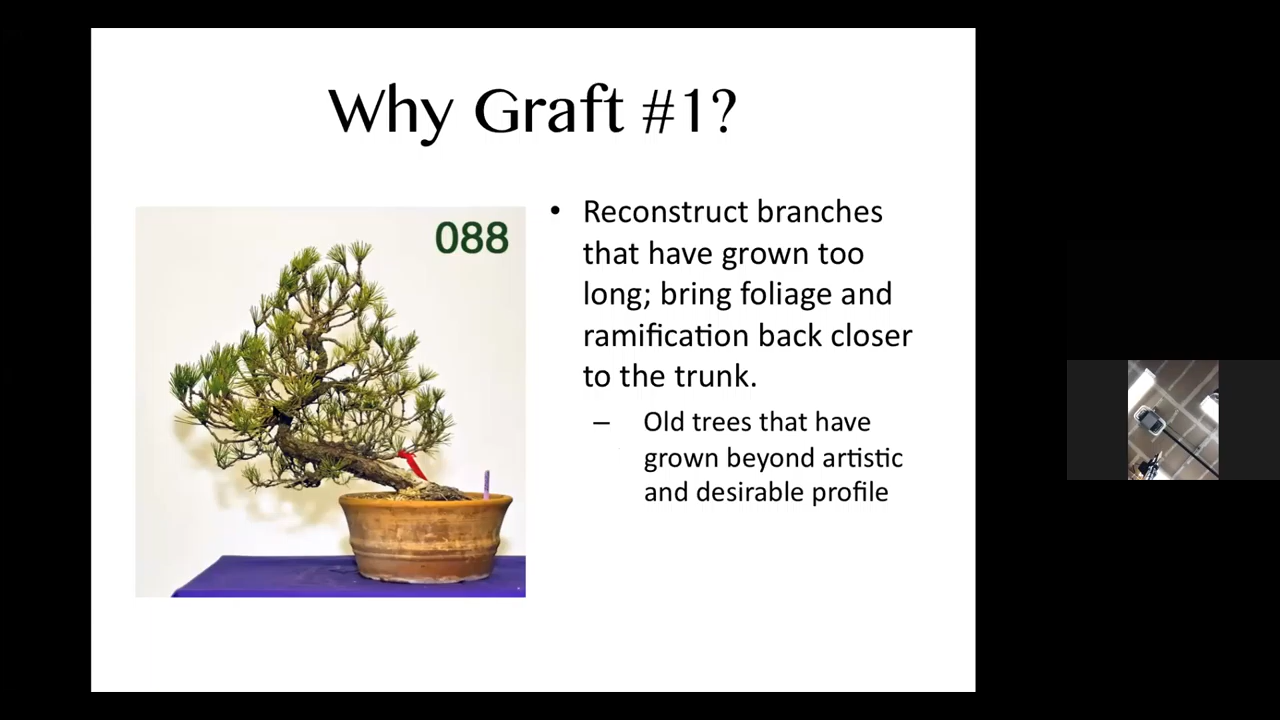 Why Graft #1?
088
• Reconstruct branches
that have grown too
long; bring foliage and
ramification back closer
to the trunk.
– Old trees that have
grown beyond artistic
and desirable profile